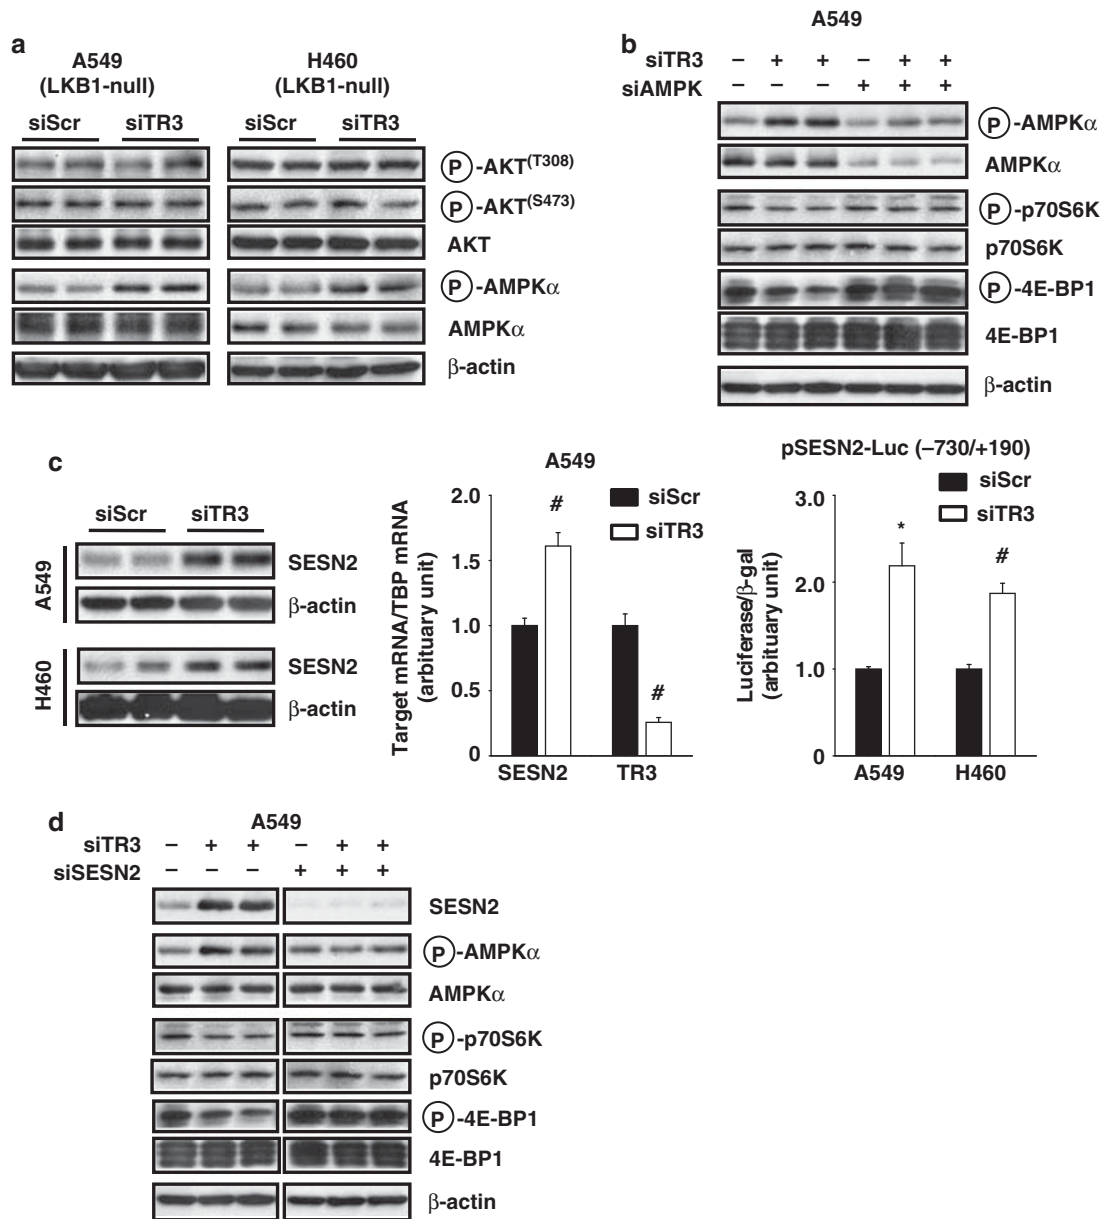 a
A549
(LKB1-null)
H460
(LKB1-null)
siScr siTR3 siScr siTR3
P-AKT(T308)
P-AKT(S473)
AKT
P-AMPKα
AMPKα
β-actin
b
A549
siTR3 – + + – + +
siAMPK – – – + + +
P-AMPKα
AMPKα
P-p70S6K
p70S6K
P-4E-BP1
4E-BP1
β-actin
c
siScr siTR3
A549
SESN2
β-actin
H460
SESN2
β-actin
A549
siScr
siTR3
Target mRNA/TBP mRNA
(arbituary unit)
2.0
1.5
1.0
0.5
0
#
#
SESN2 TR3
pSESN2-Luc (–730/+190)
siScr
siTR3
Luciferase/β-gal
(arbituary unit)
3.0
2.0
1.0
0
*
#
A549 H460
d
A549
siTR3 – + + – + +
siSESN2 – – – + + +
SESN2
P-AMPKα
AMPKα
P-p70S6K
p70S6K
P-4E-BP1
4E-BP1
β-actin